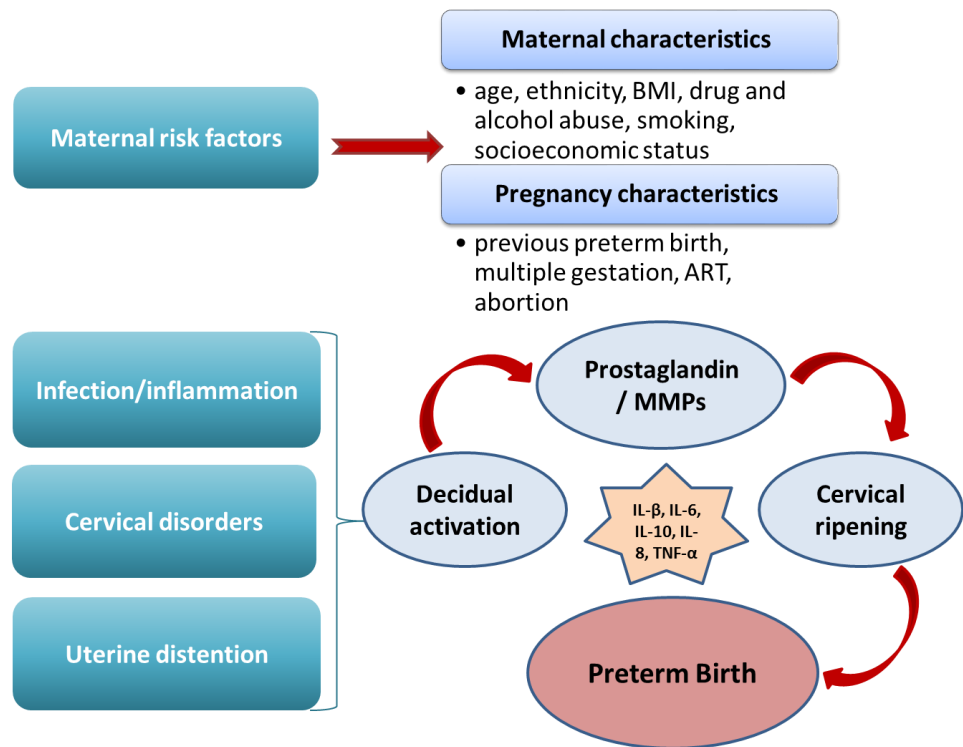 Maternal characteristics
Maternal risk factors
• age, ethnicity, BMI, drug and
alcohol abuse, smoking,
socioeconomic status
Pregnancy characteristics
• previous preterm birth,
multiple gestation, ART,
abortion
Infection/inflammation
Cervical disorders
Uterine distention
Decidual
activation
Prostaglandin
/ MMPs
IL-β, IL-6,
IL-10, IL-
8, TNF-α
Cervical
ripening
Preterm Birth